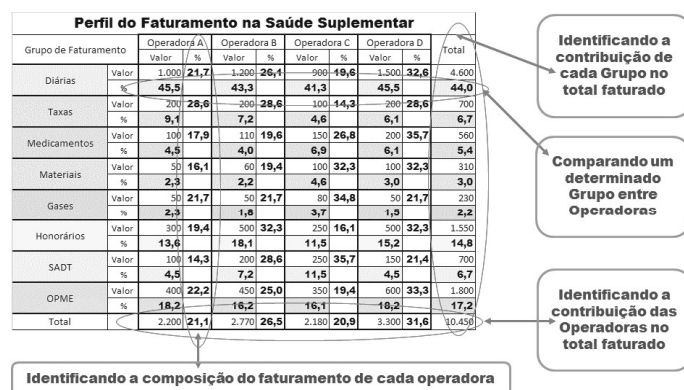 Perfil do Faturamento na Saúde Suplementar
Grupo de Faturamento Operadora A Operadora B Operadora C Operadora D Total
Valor % Valor % Valor % Valor %
Diárias Valor 1.000 21,7 1.200 26,1 900 19,6 1.500 32,6 4.600
% 45,5 43,3 41,3 45,5 44,0
Taxas Valor 200 28,6 200 28,6 100 14,3 200 28,6 700
% 9,1 7,2 4,6 6,1 6,7
Medicamentos Valor 100 17,9 110 19,6 150 26,8 200 35,7 560
% 4,5 4,0 6,9 6,1 5,4
Materiais Valor 50 16,1 60 19,4 100 32,3 100 32,3 310
% 2,3 2,2 4,6 3,0 3,0
Gases Valor 50 21,7 50 21,7 80 34,8 50 21,7 230
% 2,3 1,8 3,7 1,5 2,2
Honorários Valor 300 19,4 500 32,3 250 16,1 500 32,3 1.550
% 13,6 18,1 11,5 15,2 14,8
SADT Valor 100 14,3 200 28,6 250 35,7 150 21,4 700
% 4,5 7,2 11,5 4,5 6,7
OPME Valor 400 22,2 450 25,0 350 19,4 600 33,3 1.800
% 18,2 16,2 16,1 18,2 17,2
Total 2.200 21,1 2.770 26,5 2.180 20,9 3.300 31,6 10.450
Identificando a
contribuição de
cada Grupo no
total faturado
Comparando um
determinado
Grupo entre
Operadoras
Identificando a
contribuição das
Operadoras no
total faturado
Identificando a composição do faturamento de cada operadora